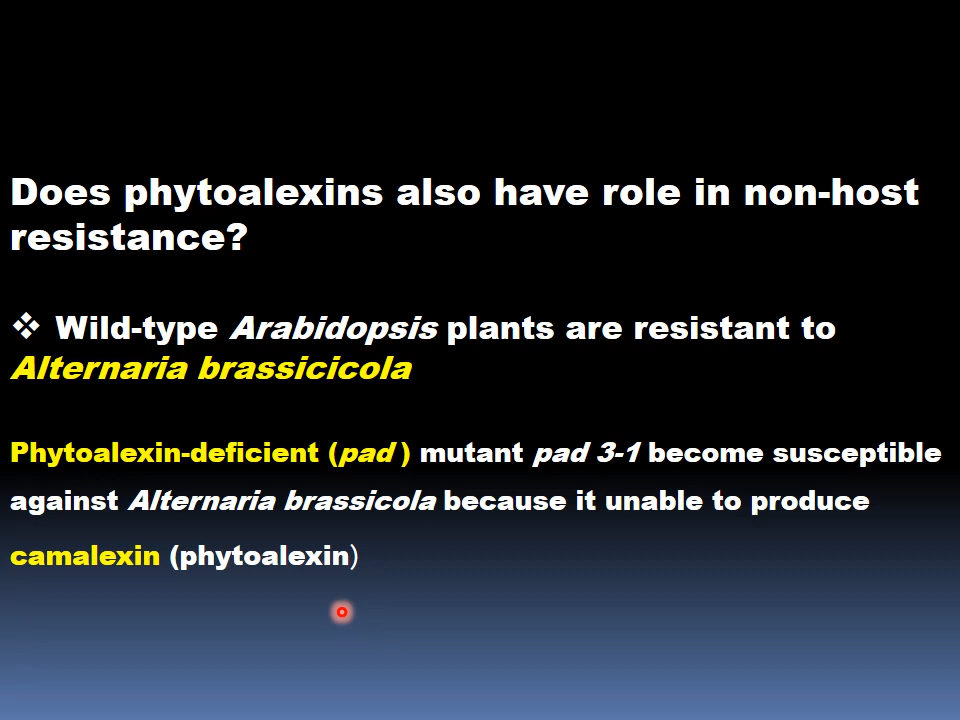 Does phytoalexins also have role in non-host
resistance?
❖ Wild-type Arabidopsis plants are resistant to
Alternaria brassicicola
Phytoalexin-deficient (pad ) mutant pad 3-1 become susceptible
against Alternaria brassicola because it unable to produce
camalexin (phytoalexin)